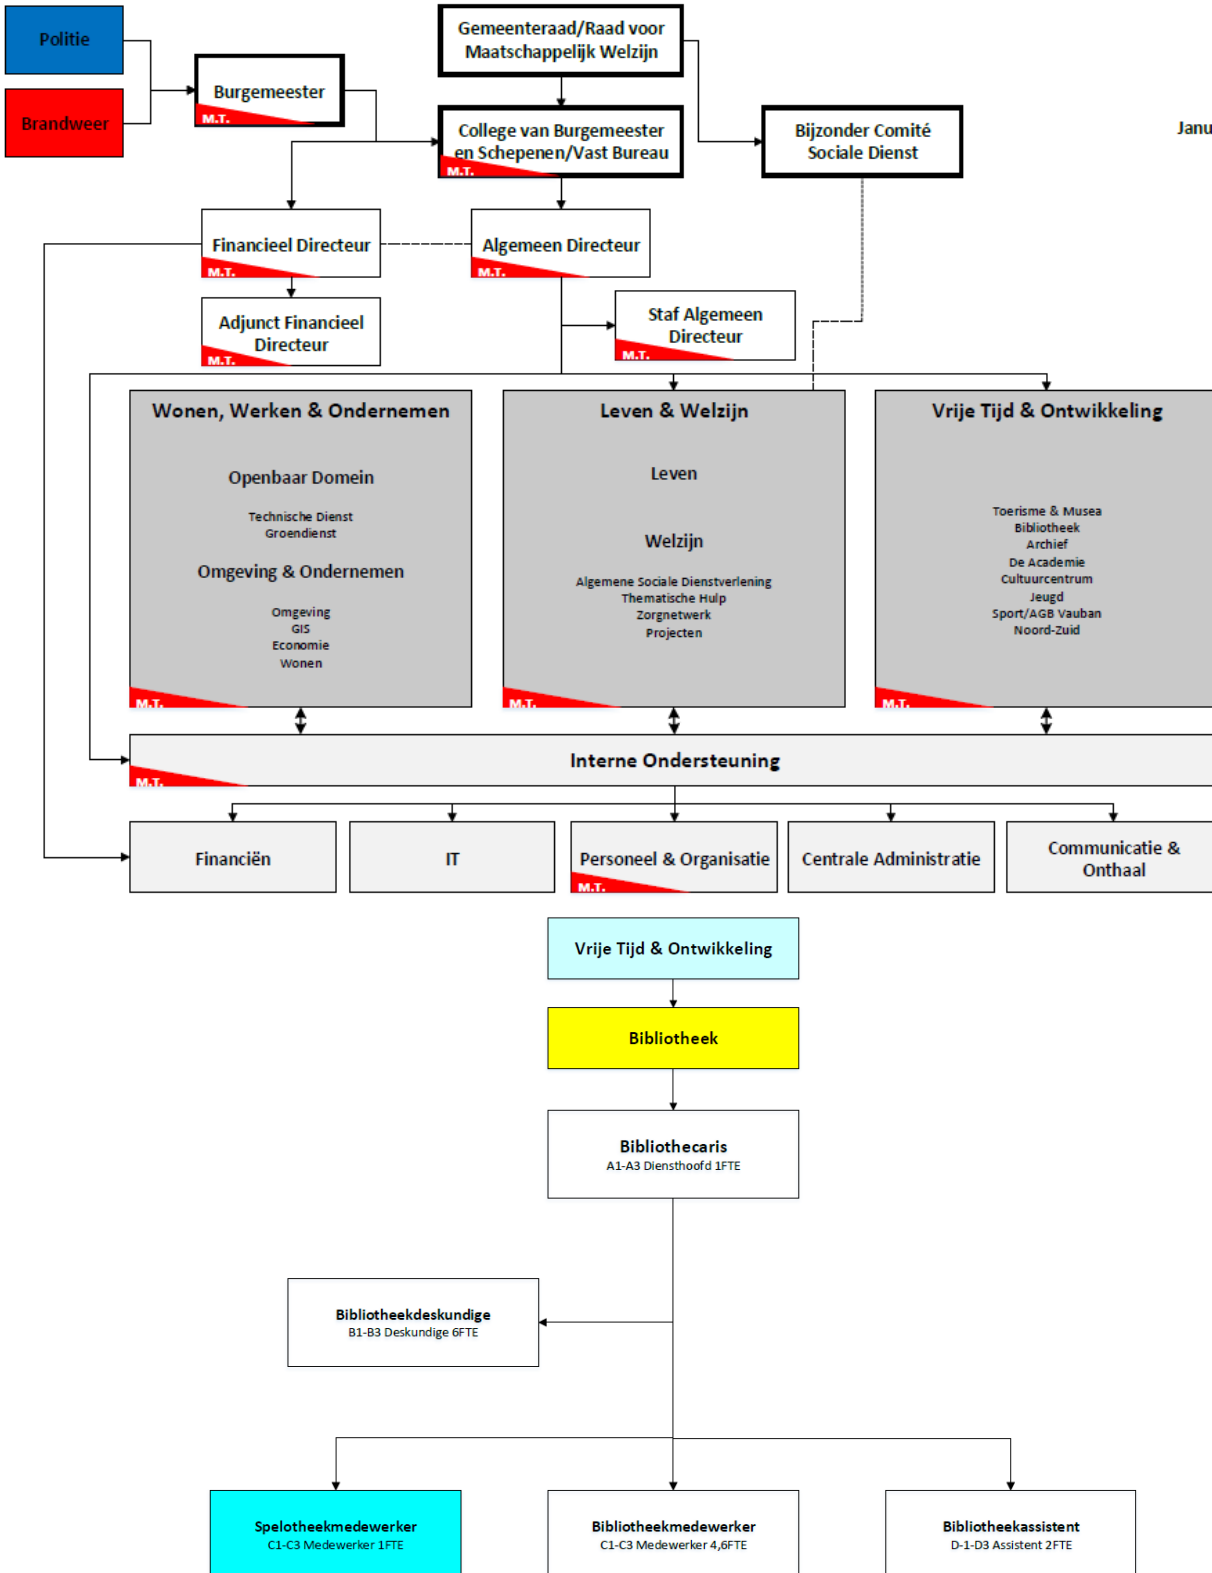 Politie
Brandweer
Burgemeester
M.T.
Gemeenteraad/Raad voor
Maatschappelijk Welzijn
College van Burgemeester
en Schepenen/Vast Bureau
M.T.
Bijzonder Comité
Sociale Dienst
Janu
Financieel Directeur
M.T.
Algemeen Directeur
M.T.
Adjunct Financieel
Directeur
M.T.
Staf Algemeen
Directeur
M.T.
Wonen, Werken & Ondernemen
Openbaar Domein
Technische Dienst
Groendienst
Omgeving & Ondernemen
Omgeving
GIS
Economie
Wonen
M.T.
Leven & Welzijn
Leven
Welzijn
Algemene Sociale Dienstverlening
Thematische Hulp
Zorgnetwerk
Projecten
M.T.
Vrije Tijd & Ontwikkeling
Toerisme & Musea
Bibliotheek
Archief
De Academie
Cultuurcentrum
Jeugd
Sport/AGB Vauban
Noord-Zuid
M.T.
Interne Ondersteuning
M.T.
Financiën
IT
Personeel & Organisatie
M.T.
Centrale Administratie
Communicatie &
Onthaal
Vrije Tijd & Ontwikkeling
Bibliotheek
Bibliothecaris
A1-A3 Diensthoofd 1FTE
Bibliotheekdeskundige
B1-B3 Deskundige 6FTE
Spelotheekmedewerker
C1-C3 Medewerker 1FTE
Bibliotheekmedewerker
C1-C3 Medewerker 4,6FTE
Bibliotheekassistent
D-1-D3 Assistent 2FTE